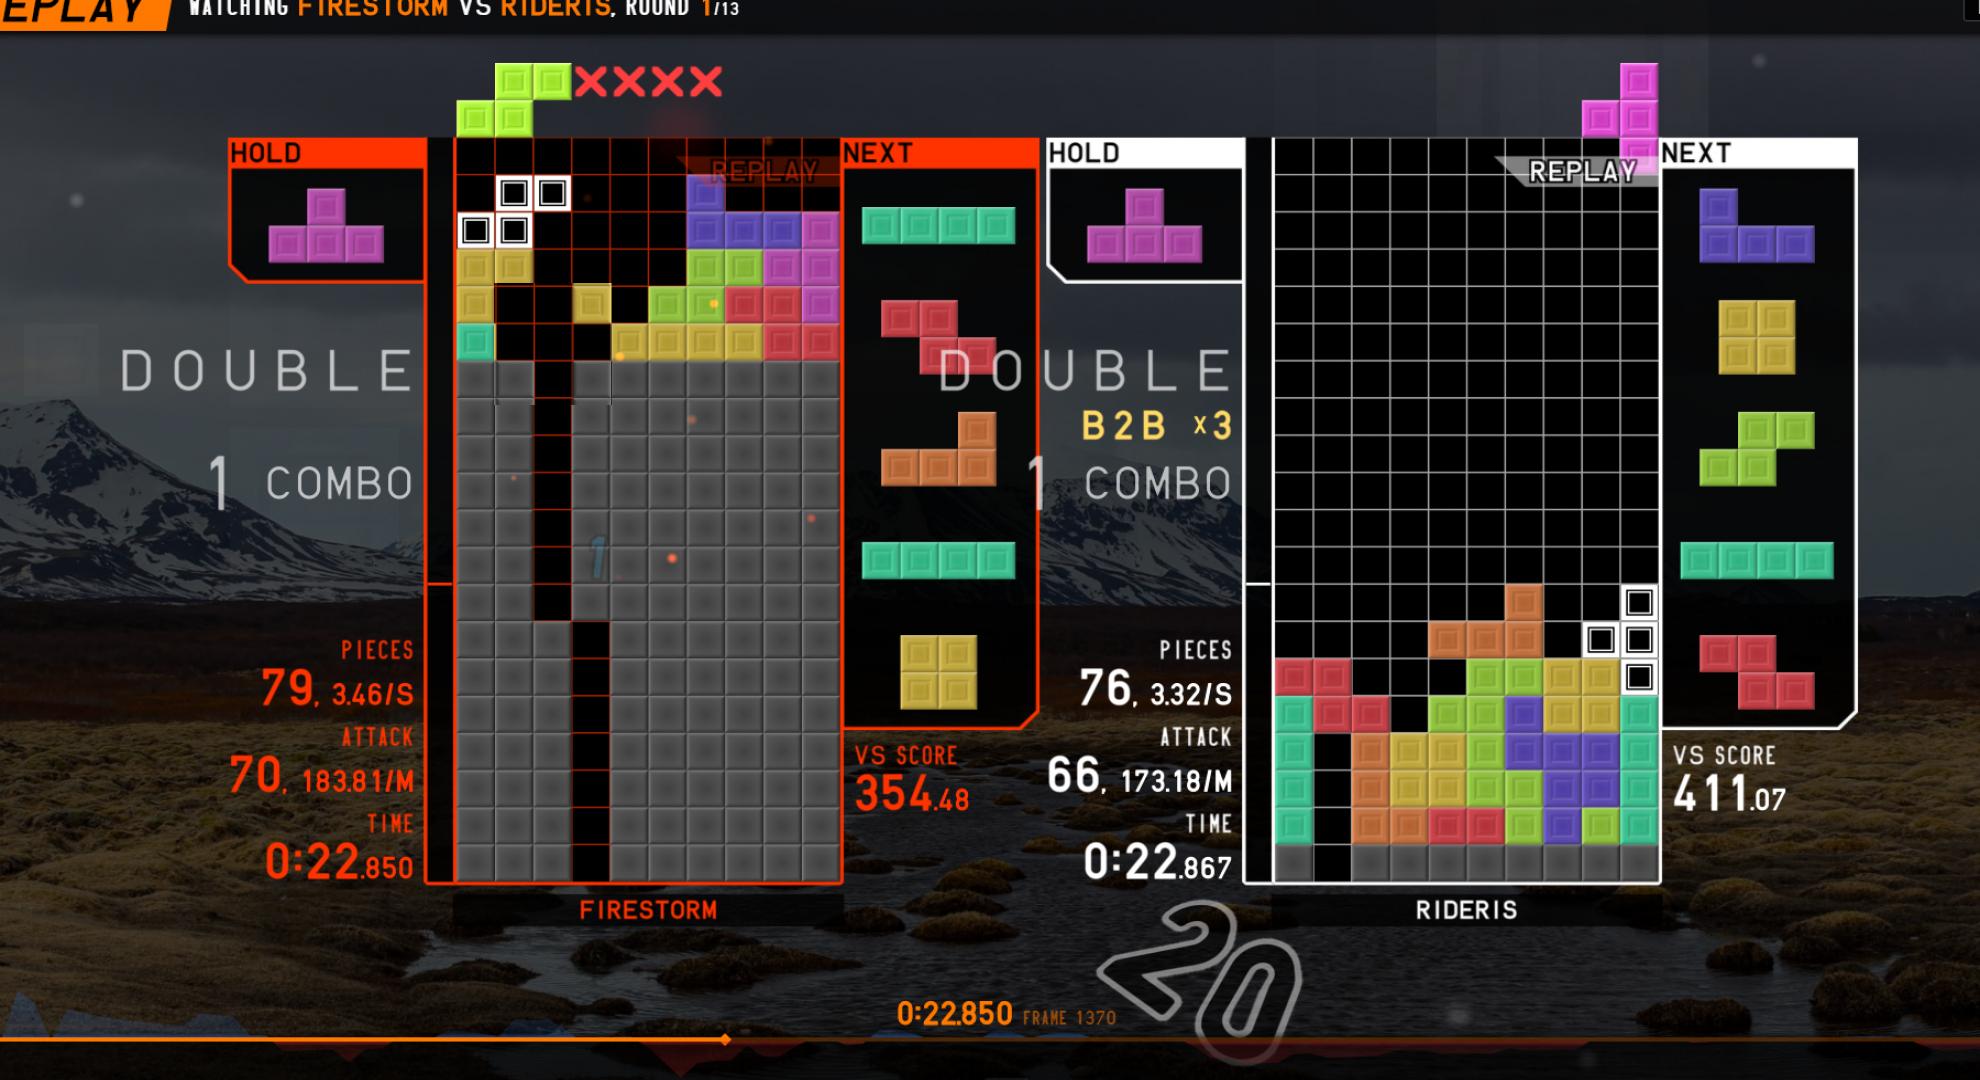 EPLAY
WATCHING FIRESTORM VS RIDERIS, ROUND 1/13
HOLD
REPLAY
NEXT
DOUBLE
1 COMBO
1
PIECES
79, 3.46/S
ATTACK
70, 183.81/M
TIME
0:22.850
VS SCORE
354.48
FIRESTORM
HOLD
REPLAY
NEXT
DOUBLE
B2B x3
1 COMBO
PIECES
76, 3.32/S
ATTACK
66, 173.18/M
TIME
0:22.867
VS SCORE
411.07
RIDERIS
20
0:22.850 FRAME 1370